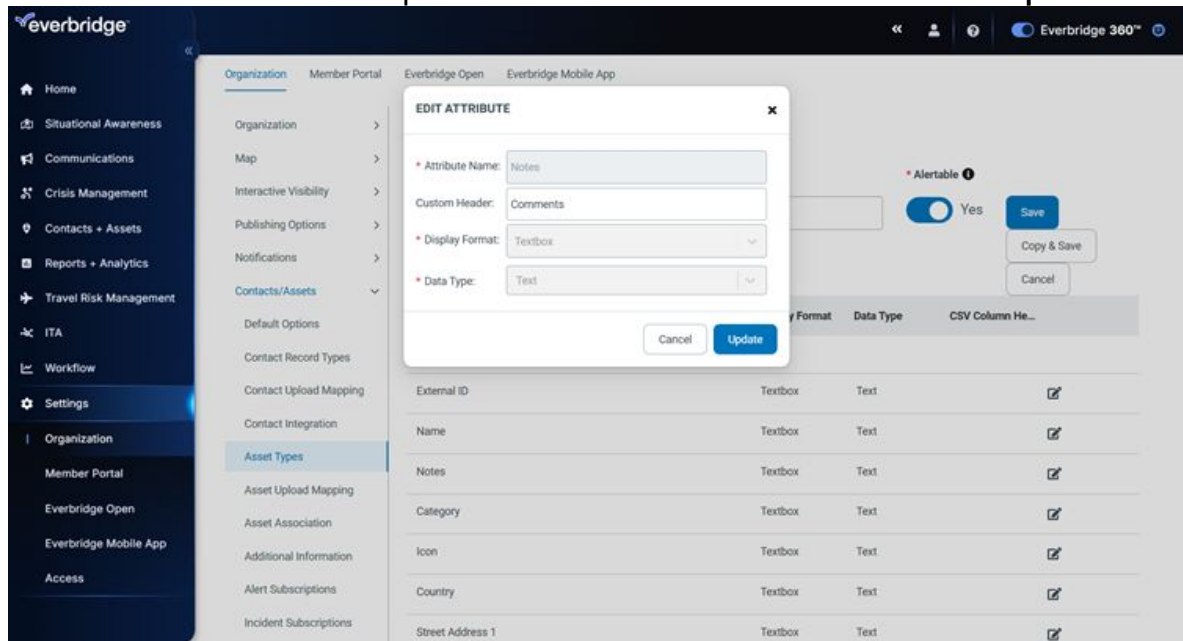 everbridge
Everbridge 360™
Home
Situational Awareness
Communications
Crisis Management
Contacts + Assets
Reports + Analytics
Travel Risk Management
ITA
Workflow
Settings
Organization
Member Portal
Everbridge Open
Everbridge Mobile App
Access
Organization Member Portal Everbridge Open Everbridge Mobile App
Organization
Map
Interactive Visibility
Publishing Options
Notifications
Contacts/Assets
Default Options
Contact Record Types
Contact Upload Mapping
Contact Integration
Asset Types
Asset Upload Mapping
Asset Association
Additional Information
Alert Subscriptions
Incident Subscriptions
EDIT ATTRIBUTE
* Attribute Name: Notes
Custom Header: Comments
* Display Format: Textbox
* Data Type: Text
Cancel Update
* Alertable
Yes
Save
Copy & Save
Cancel
Format Data Type CSV Column He...
External ID Textbox Text
Name Textbox Text
Notes Textbox Text
Category Textbox Text
Icon Textbox Text
Country Textbox Text
Street Address 1 Textbox Text